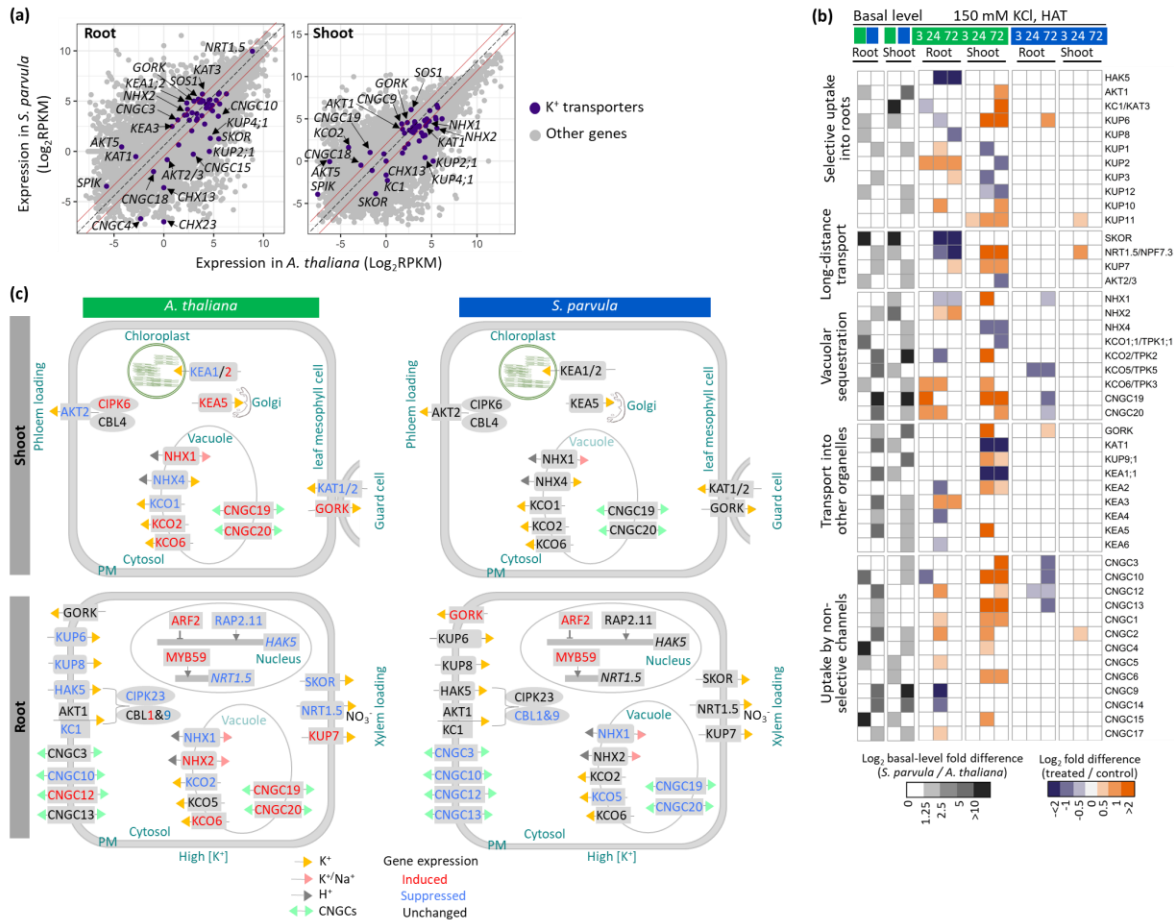 (a)
Root
Shoot
10
5
0
-5
Expression in S. parvula
(Log2RPKM)
NRT1.5
GORK
KAT3
KEA1;2
SOS1
NHX2
CNGC3
CNGC10
KUP4;1
KEA3
SKOR
AKT5
KUP2;1
KAT1
CNGC15
AKT2/3
SPIK
CNGC18
CHX13
CNGC4
CHX23
-5
0
5
10
10
5
0
-5
SOS1
GORK
AKT1
CNGC9
CNGC19
NHX1
KCO2
NHX2
KAT1
CNGC18
CHX13
KUP2;1
AKT5
KC1
KUP4;1
SPIK
SKOR
-5
0
5
10
Expression in A. thaliana (Log2RPKM)
K+ transporters
Other genes
(b)
Basal level
150 mM KCl, HAT
3 24 72 3 24 72 3 24 72 3 24 72
Root Shoot Root Shoot Root Shoot
Selective uptake
into roots
HAK5
AKT1
KC1/KAT3
KUP6
KUP8
KUP1
KUP2
KUP3
KUP12
KUP10
KUP11
Long-distance
transport
SKOR
NRT1.5/NPF7.3
KUP7
AKT2/3
Vacuolar
sequestration
NHX1
NHX2
NHX4
KCO1;1/TPK1;1
KCO2/TPK2
KCO5/TPK5
KCO6/TPK3
CNGC19
CNGC20
Transport into
other organelles
GORK
KAT1
KUP9;1
KEA1;1
KEA2
KEA3
KEA4
KEA5
KEA6
Uptake by non-
selective channels
CNGC3
CNGC10
CNGC12
CNGC13
CNGC1
CNGC2
CNGC4
CNGC5
CNGC6
CNGC9
CNGC14
CNGC15
CNGC17
Log2 basal-level fold difference
(S. parvula / A. thaliana)
0
1.25
2.5
5
>10
Log2 fold difference
(treated / control)
<-2
-1
-0.5
0
0.5
1
>2
(c)
A. thaliana
S. parvula
Shoot
Phloem loading
Chloroplast
KEA1/2
CIPK6
AKT2
CBL4
KEA5
Golgi
leaf mesophyll cell
Vacuole
NHX1
NHX4
KCO1
KCO2
KCO6
CNGC19
CNGC20
KAT1/2
GORK
Guard cell
Cytosol
PM
Phloem loading
Chloroplast
KEA1/2
CIPK6
AKT2
CBL4
KEA5
Golgi
leaf mesophyll cell
Vacuole
NHX1
NHX4
KCO1
KCO2
KCO6
CNGC19
CNGC20
KAT1/2
GORK
Guard cell
Cytosol
PM
Root
GORK
KUP6
KUP8
HAK5
AKT1
KC1
CNGC3
CNGC10
CNGC12
CNGC13
ARF2
RAP2.11
HAK5
MYB59
Nucleus
NRT1.5
CIPK23
CBL1&9
SKOR
NRT1.5
NO3-
KUP7
Xylem loading
Vacuole
NHX1
NHX2
KCO2
KCO5
KCO6
CNGC19
CNGC20
Cytosol
PM
High [K+]
GORK
KUP6
KUP8
HAK5
AKT1
KC1
CNGC3
CNGC10
CNGC12
CNGC13
ARF2
RAP2.11
HAK5
MYB59
Nucleus
NRT1.5
CIPK23
CBL1&9
SKOR
NRT1.5
NO3-
KUP7
Xylem loading
Vacuole
NHX1
NHX2
KCO2
KCO5
KCO6
CNGC19
CNGC20
Cytosol
PM
High [K+]
K+
K+/Na+
H+
CNGCs
Gene expression
Induced
Suppressed
Unchanged